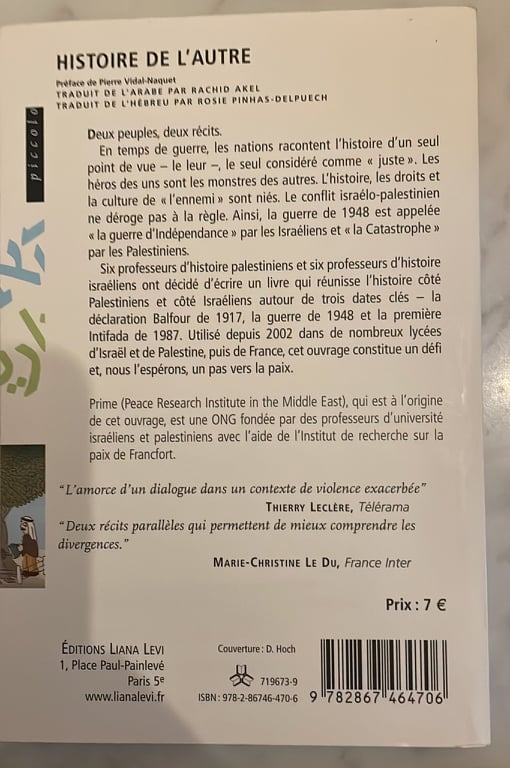 HISTOIRE DE L'AUTRE
Préface de Pierre Vidal-Naquet
TRADUIT DE L'ARABE PAR RACHID AKEL
TRADUIT DE L'HÉBREU PAR ROSIE PINHAS-DELPUECH
piccolo
Deux peuples, deux récits.
En temps de guerre, les nations racontent l'histoire d'un seul
point de vue – le leur –, le seul considéré comme « juste ». Les
héros des uns sont les monstres des autres. L'histoire, les droits et
la culture de « l'ennemi » sont niés. Le conflit israélo-palestinien
ne déroge pas à la règle. Ainsi, la guerre de 1948 est appelée
« la guerre d'Indépendance » par les Israéliens et « la Catastrophe »
par les Palestiniens.
Six professeurs d'histoire palestiniens et six professeurs d'histoire
israéliens ont décidé d'écrire un livre qui réunisse l'histoire côté
Palestiniens et côté Israéliens autour de trois dates clés – la
déclaration Balfour de 1917, la guerre de 1948 et la première
Intifada de 1987. Utilisé depuis 2002 dans de nombreux lycées
d'Israël et de Palestine, puis de France, cet ouvrage constitue un défi
et, nous l'espérons, un pas vers la paix.
Prime (Peace Research Institute in the Middle East), qui est à l'origine
de cet ouvrage, est une ONG fondée par des professeurs d'université
israéliens et palestiniens avec l'aide de l'Institut de recherche sur la
paix de Francfort.
“L'amorce d'un dialogue dans un contexte de violence exacerbée”
THIERRY LECLÈRE, Télérama
“Deux récits parallèles qui permettent de mieux comprendre les
divergences.”
MARIE-CHRISTINE LE DU, France Inter
Prix : 7 €
ÉDITIONS LIANA LEVI
1, Place Paul-Painlevé
Paris 5e
www.lianalevi.fr
Couverture : D. Hoch
719673-9
ISBN : 978-2-86746-470-6
9 782867 464706